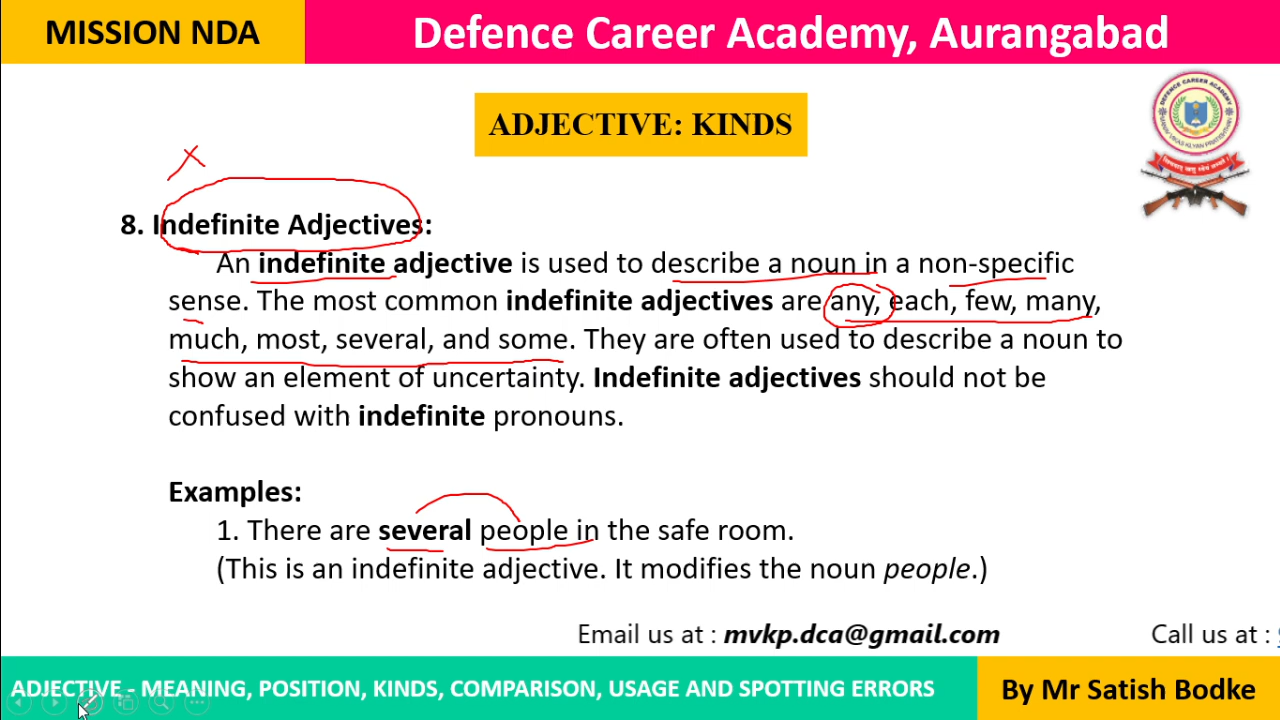 MISSION NDA
Defence Career Academy, Aurangabad
ADJECTIVE: KINDS
DEFENCE CAREER ACADEMY
8. Indefinite Adjectives:
An indefinite adjective is used to describe a noun in a non-specific
sense. The most common indefinite adjectives are any, each, few, many,
much, most, several, and some. They are often used to describe a noun to
show an element of uncertainty. Indefinite adjectives should not be
confused with indefinite pronouns.
Examples:
1. There are several people in the safe room.
(This is an indefinite adjective. It modifies the noun people.)
Email us at : mvkp.dca@gmail.com
Call us at :
ADJECTIVE - MEANING, POSITION, KINDS, COMPARISON, USAGE AND SPOTTING ERRORS
By Mr Satish Bodke